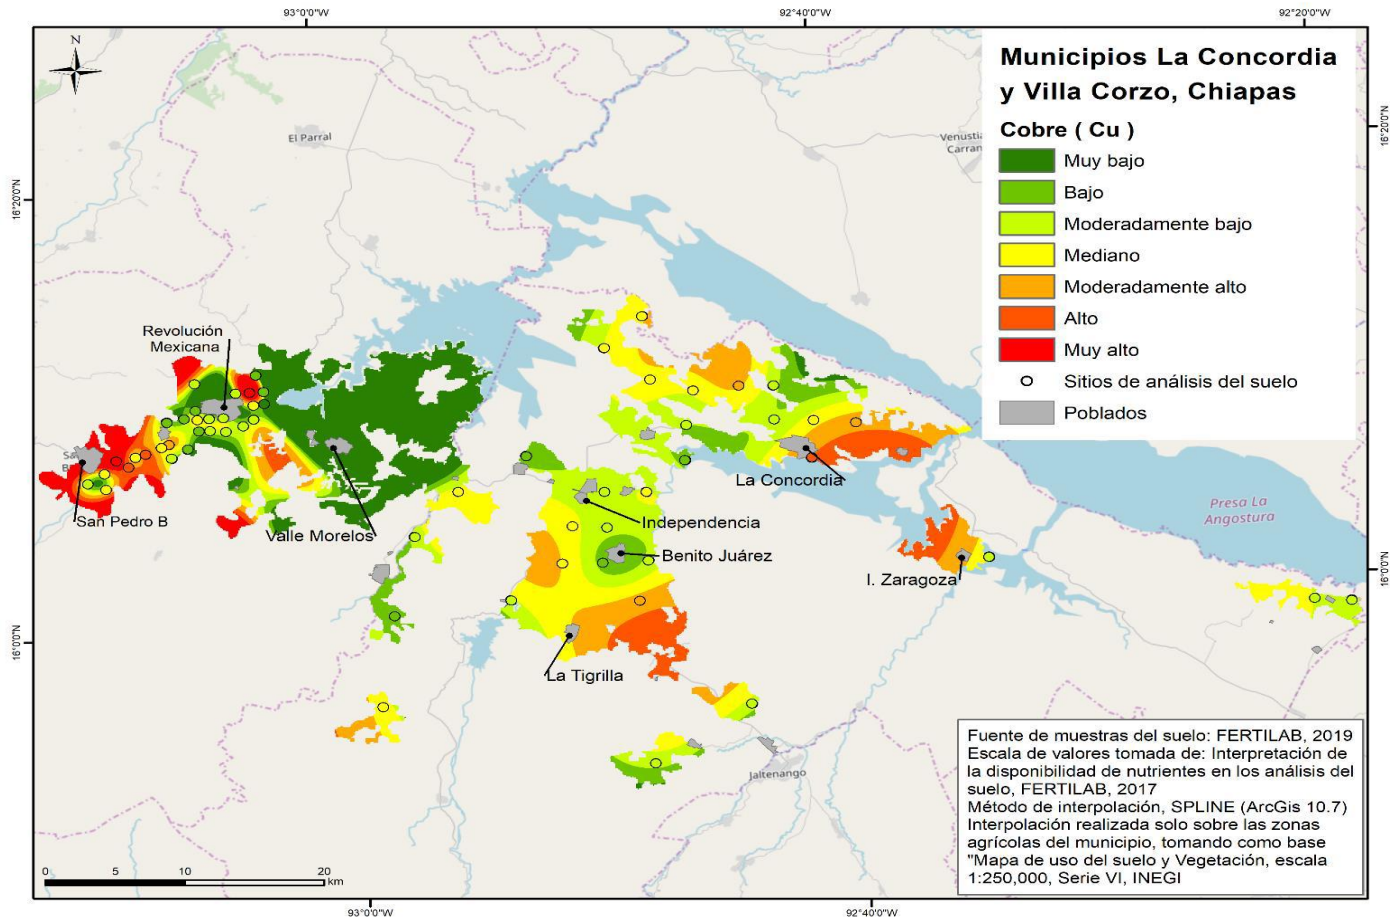 93°0'0"W
92°40'0"W
92°20'0"W
N
Municipios La Concordia
y Villa Corzo, Chiapas
Cobre ( Cu )
Muy bajo
Bajo
Moderadamente bajo
Mediano
Moderadamente alto
Alto
Muy alto
Sitios de análisis del suelo
Poblados
16°20'0"N
16°20'0"N
El Parral
Venustia
Carran
Revolución
Mexicana
San Pedro B
Valle Morelos
La Concordia
Independencia
Benito Juárez
I. Zaragoza
Presa La
Angostura
La Tigrilla
16°0'0"N
16°0'0"N
Jaltenango
Fuente de muestras del suelo: FERTILAB, 2019
Escala de valores tomada de: Interpretación de
la disponibilidad de nutrientes en los análisis del
suelo, FERTILAB, 2017
Método de interpolación, SPLINE (ArcGis 10.7)
Interpolación realizada solo sobre las zonas
agrícolas del municipio, tomando como base
"Mapa de uso del suelo y Vegetación, escala
1:250,000, Serie VI, INEGI
0 5 10 20
km
93°0'0"W
92°40'0"W